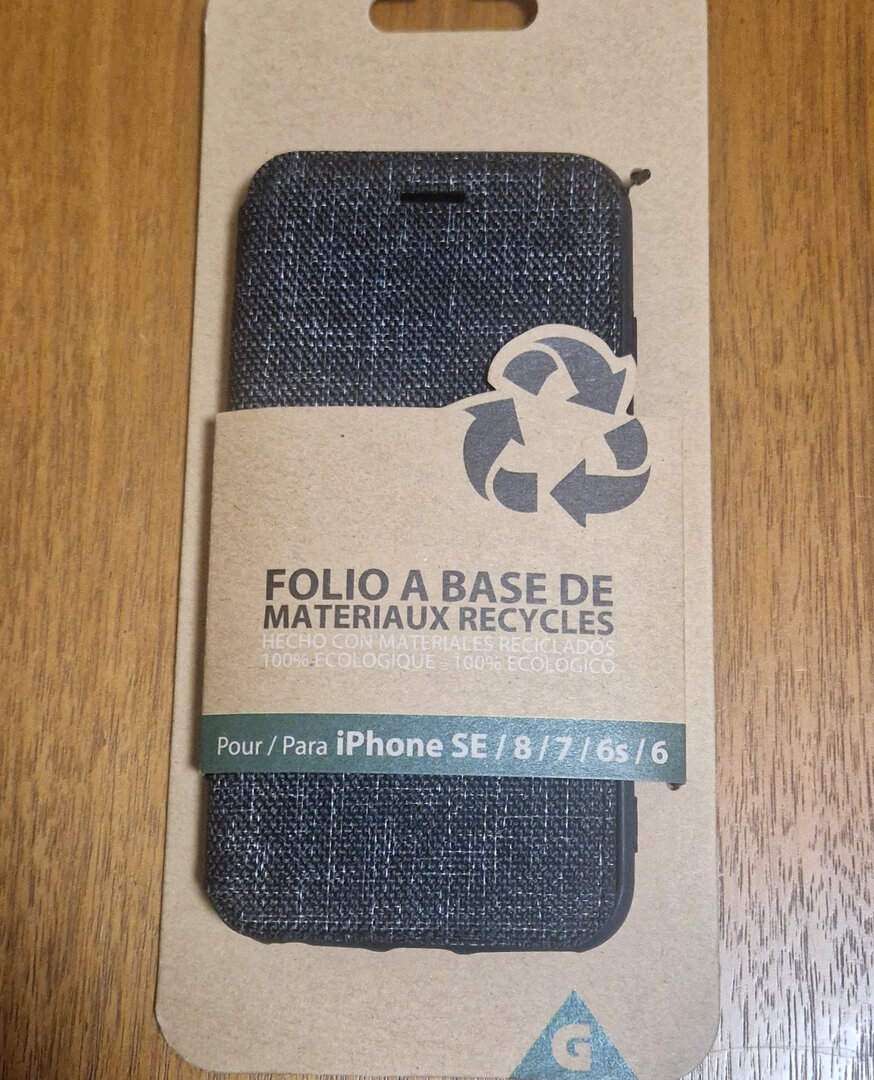 FOLIO A BASE DE
MATERIAUX RECYCLES
HECHO CON MATERIALES RECICLADOS
100% ECOLOGIQUE - 100% ECOLOGICO
Pour / Para iPhone SE / 8 / 7 / 6s / 6
G